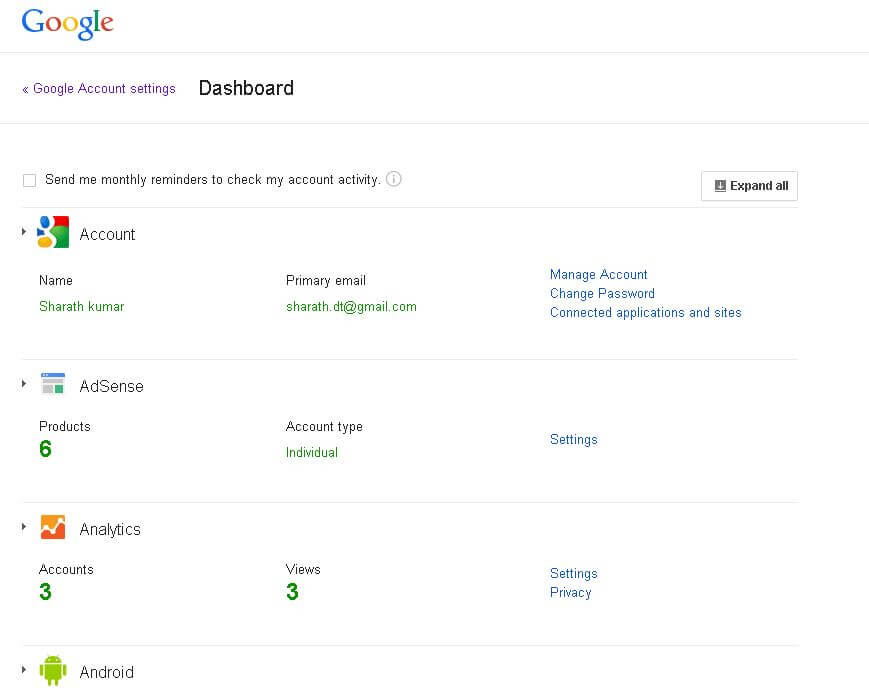 Google
« Google Account settings Dashboard
Send me monthly reminders to check my account activity. i
Expand all
Account
Name Primary email Manage Account
Sharath kumar sharath.dt@gmail.com Change Password
Connected applications and sites
AdSense
Products Account type Settings
6 Individual
Analytics
Accounts Views Settings
3 3 Privacy
Android